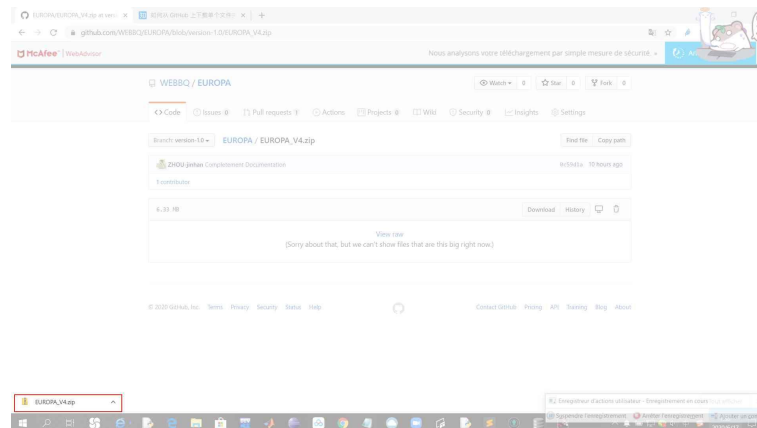 EUROPA/EUROPA_V4.zip at versi
github.com/WEBBQ/EUROPA/blob/version-1.0/EUROPA_V4.zip
McAfee | WebAdvisor
Nous analysons votre téléchargement par simple mesure de sécurité.
WEBBQ / EUROPA
Watch 0 Star 0 Fork 0
Code Issues 0 Pull requests 1 Actions Projects 0 Wiki Security 0 Insights Settings
Branch: version-1.0 EUROPA / EUROPA_V4.zip Find file Copy path
ZHOU-jinhao Completement Documentation 10 hours ago
1 contributor
6.33 MB Download History
View raw
(Sorry about that, but we can't show files that are this big right now.)
© 2020 GitHub, Inc. Terms Privacy Security Status Help Contact GitHub Pricing API Training Blog About
EUROPA_V4.zip
Enregistreur d'actions utilisateur - Enregistrement en cours
Suspendre l'enregistrement Arrêter l'enregistrement